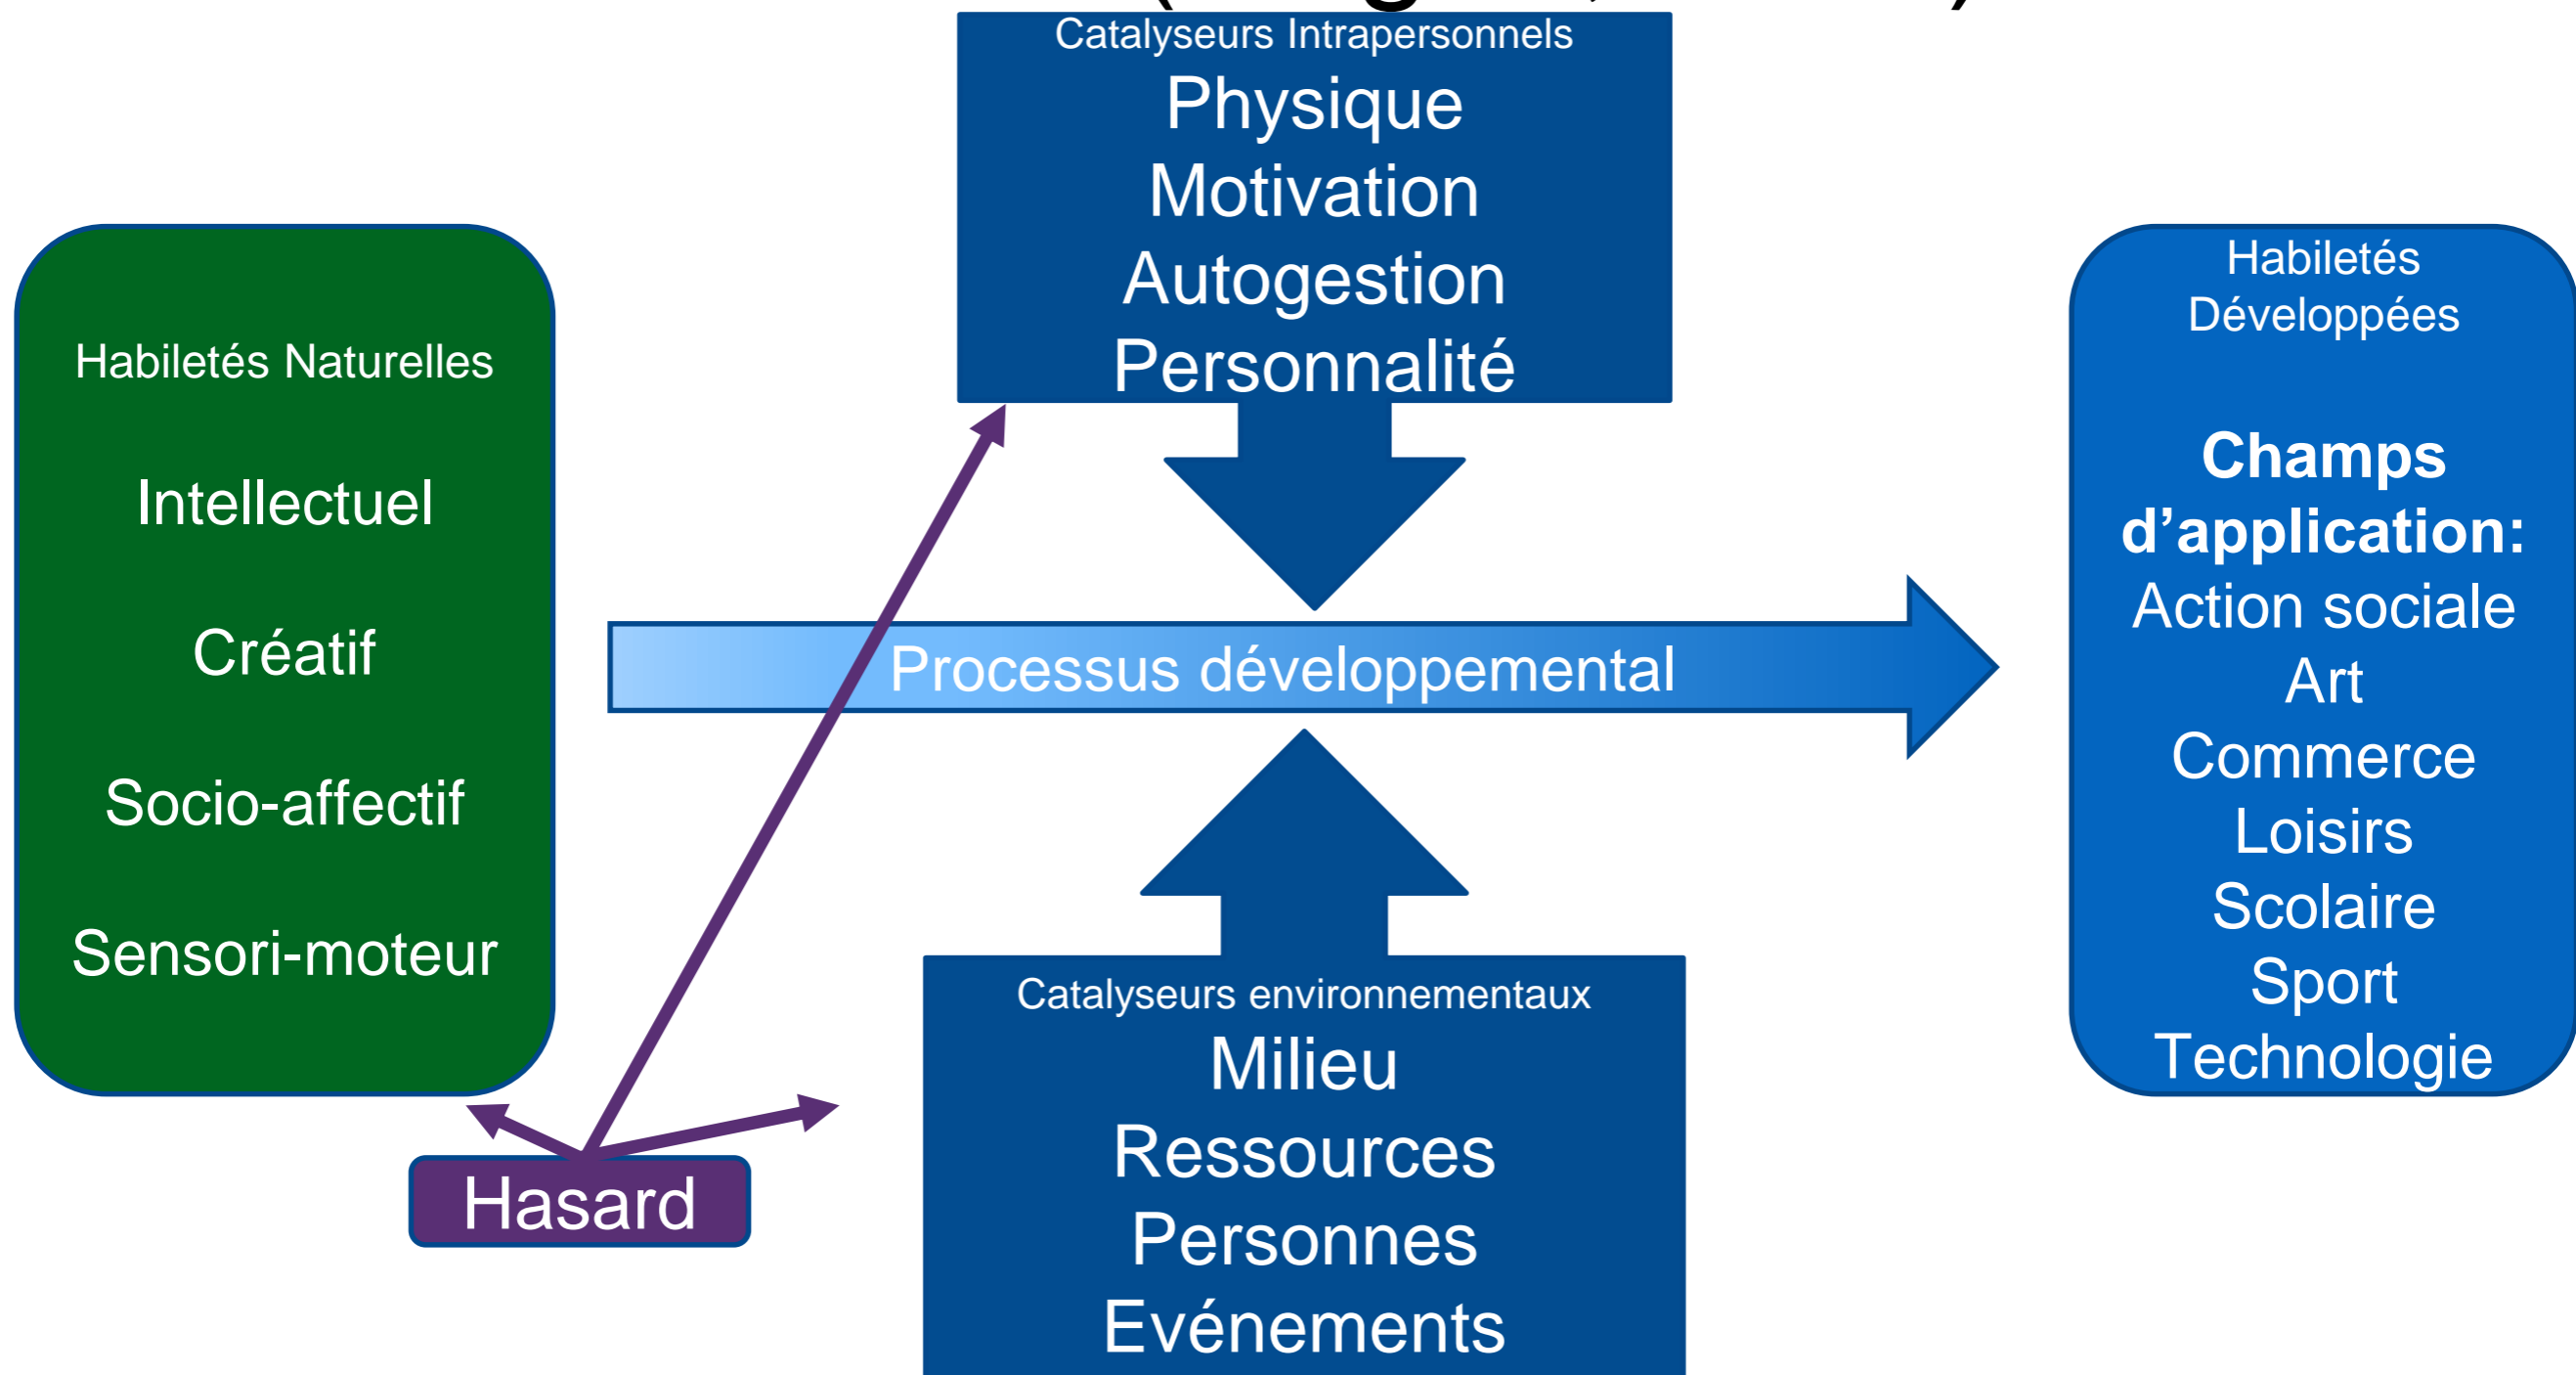 Catalyseurs Intrapersonnels
Physique
Motivation
Autogestion
Personnalité
Habiletés Naturelles
Intellectuel
Créatif
Socio-affectif
Sensori-moteur
Processus développemental
Hasard
Catalyseurs environnementaux
Milieu
Ressources
Personnes
Evénements
Habiletés
Développées
Champs
d’application:
Action sociale
Art
Commerce
Loisirs
Scolaire
Sport
Technologie